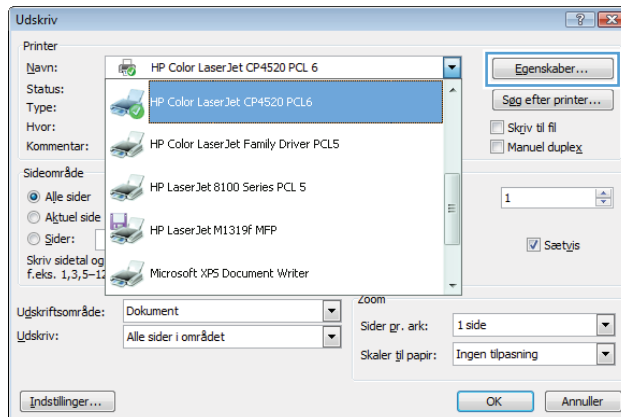 Udskriv
Printer
Navn: HP Color LaserJet CP4520 PCL 6 Egenskaber...
Status: HP Color LaserJet CP4520 PCL6
Type: Søg efter printer...
Hvor: HP Color LaserJet Family Driver PCL5 Skriv til fil
Kommentar: Manuel duplex
Sideområde HP LaserJet 8100 Series PCL 5
Alle sider 1
Aktuel side HP LaserJet M1319f MFP
Sider: Sætvis
Skriv sidetal og
f.eks. 1,3,5–12 Microsoft XPS Document Writer
Zoom
Udskriftsområde: Dokument
Sider pr. ark: 1 side
Udskriv: Alle sider i området
Skaler til papir: Ingen tilpasning
Indstillinger... OK Annuller